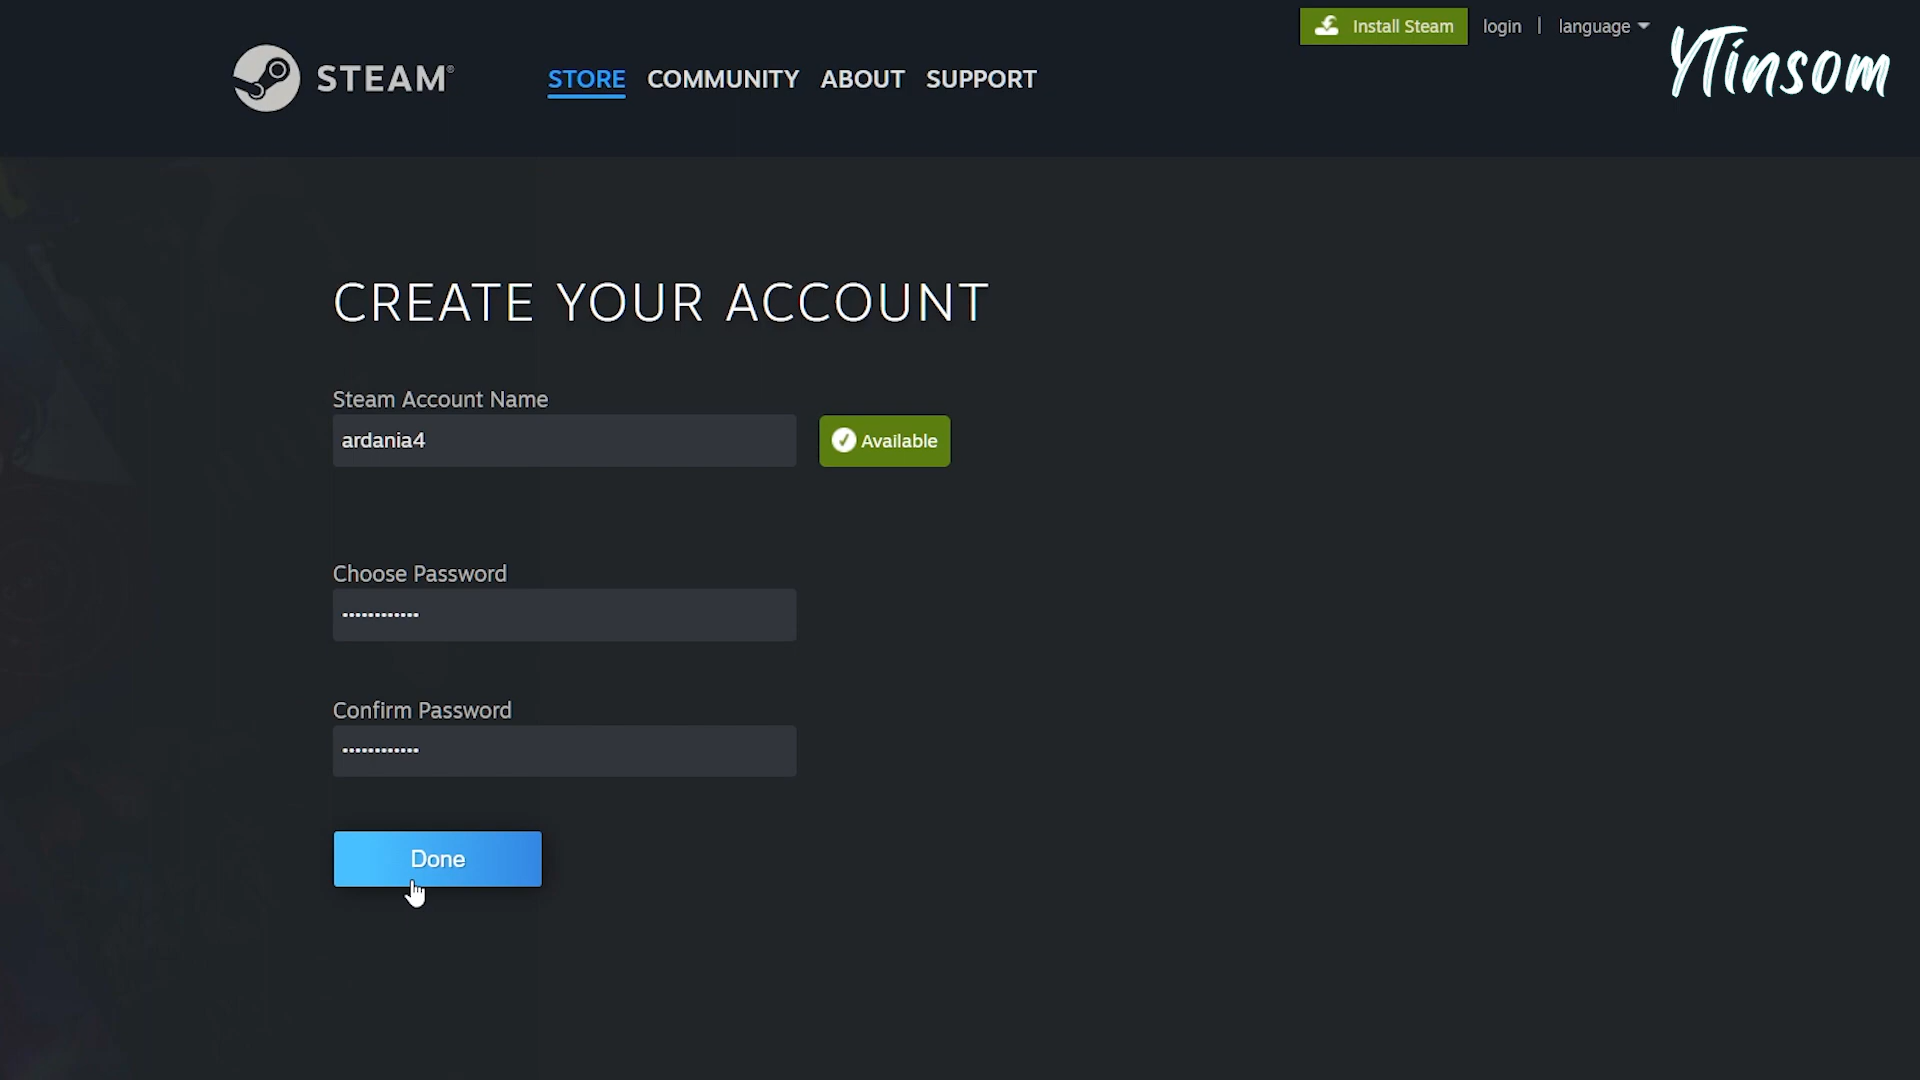 Install Steam login | language
YTinsom
STEAM®
STORE COMMUNITY ABOUT SUPPORT
CREATE YOUR ACCOUNT
Steam Account Name
ardania4
Available
Choose Password
••••••••••••
Confirm Password
••••••••••••
Done